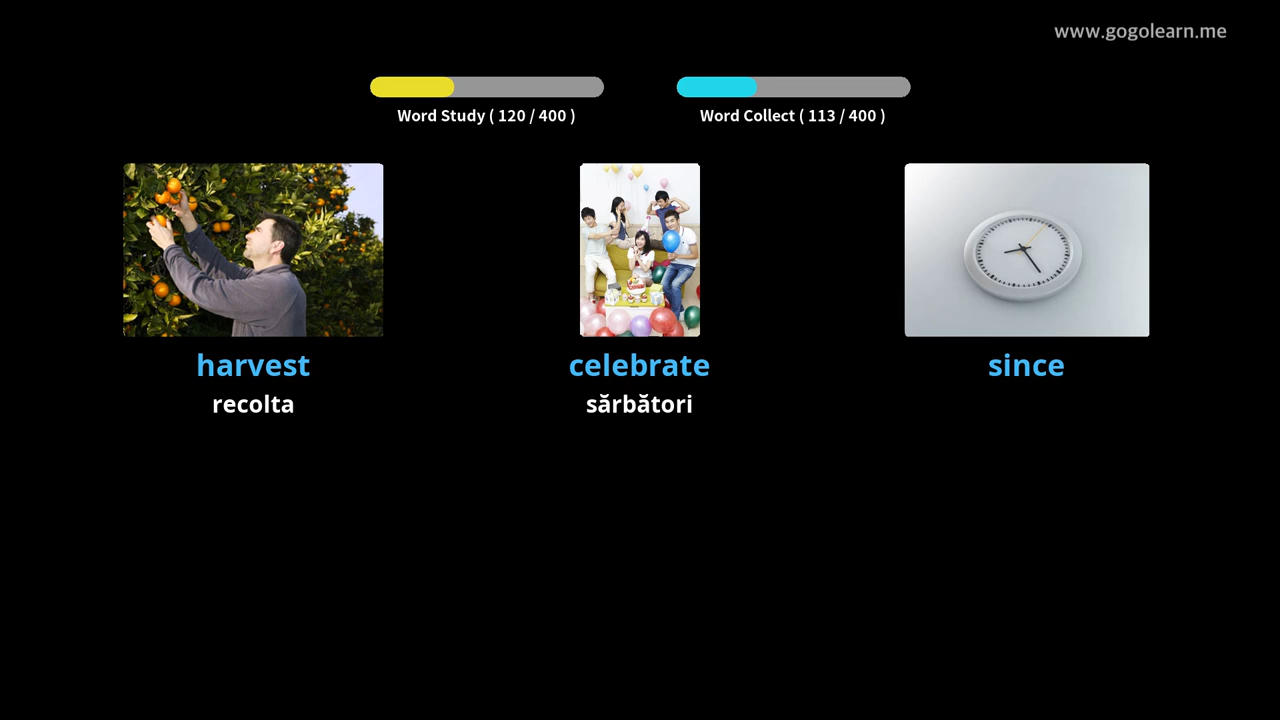 www.gogolearn.me
Word Study ( 120 / 400 )
Word Collect ( 113 / 400 )
harvest
celebrate
since
recolta
sărbători